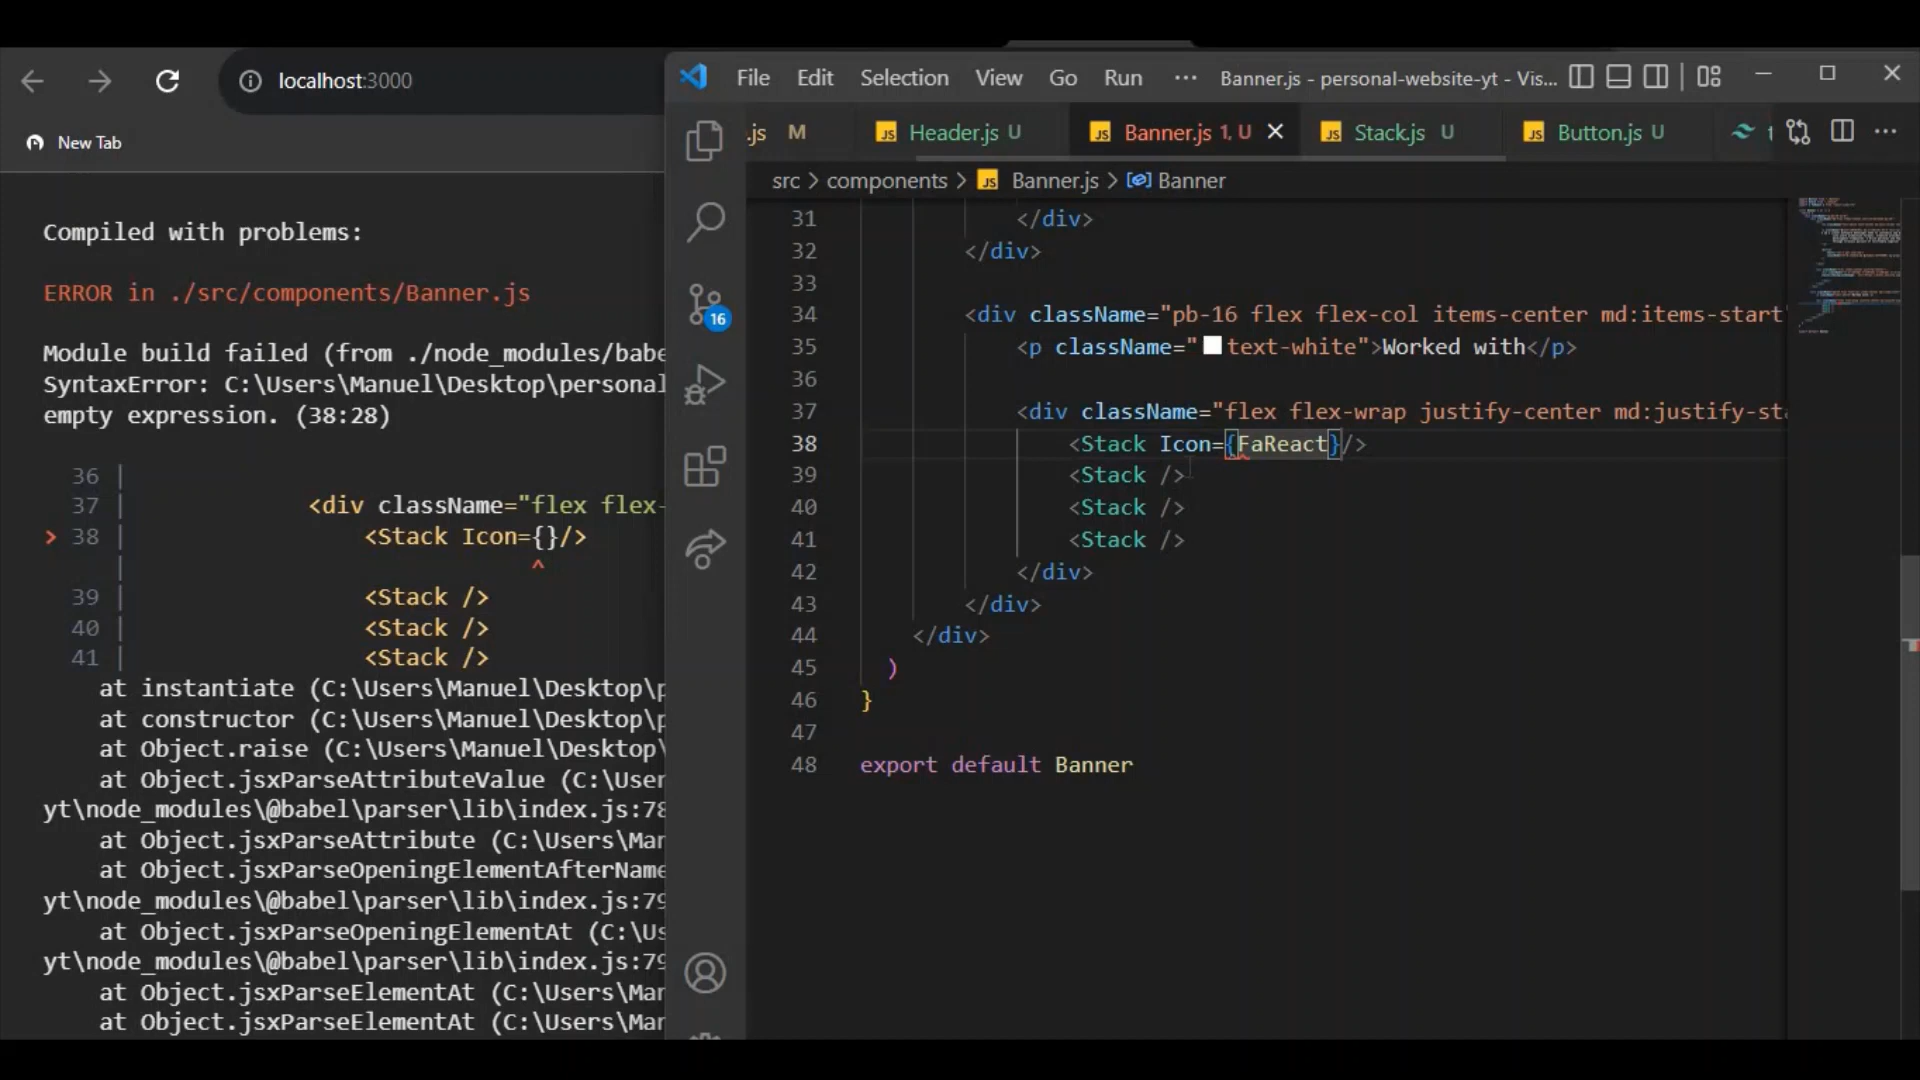 localhost:3000
New Tab
Compiled with problems:
ERROR in ./src/components/Banner.js
Module build failed (from ./node_modules/babe
SyntaxError: C:\Users\Manuel\Desktop\personal
empty expression. (38:28)
36 |
37 | <div className="flex flex-
> 38 | <Stack Icon={}/>
| ^
39 | <Stack />
40 | <Stack />
41 | <Stack />
at instantiate (C:\Users\Manuel\Desktop\p
at constructor (C:\Users\Manuel\Desktop\p
at Object.raise (C:\Users\Manuel\Desktop\
at Object.jsxParseAttributeValue (C:\User
yt\node_modules\@babel\parser\lib\index.js:78
at Object.jsxParseAttribute (C:\Users\Man
at Object.jsxParseOpeningElementAfterName
yt\node_modules\@babel\parser\lib\index.js:79
at Object.jsxParseOpeningElementAt (C:\Us
yt\node_modules\@babel\parser\lib\index.js:79
at Object.jsxParseElementAt (C:\Users\Man
at Object.jsxParseElementAt (C:\Users\Man
File Edit Selection View Go Run ··· Banner.js - personal-website-yt - Vis...
.js M JS Header.js U JS Banner.js 1, U JS Stack.js U JS Button.js U t
src > components > JS Banner.js > Banner
16
31 </div>
32 </div>
33
34 <div className="pb-16 flex flex-col items-center md:items-start"
35 <p className="text-white">Worked with</p>
36
37 <div className="flex flex-wrap justify-center md:justify-sta
38 <Stack Icon={FaReact}/>
39 <Stack />
40 <Stack />
41 <Stack />
42 </div>
43 </div>
44 </div>
45 )
46 }
47
48 export default Banner